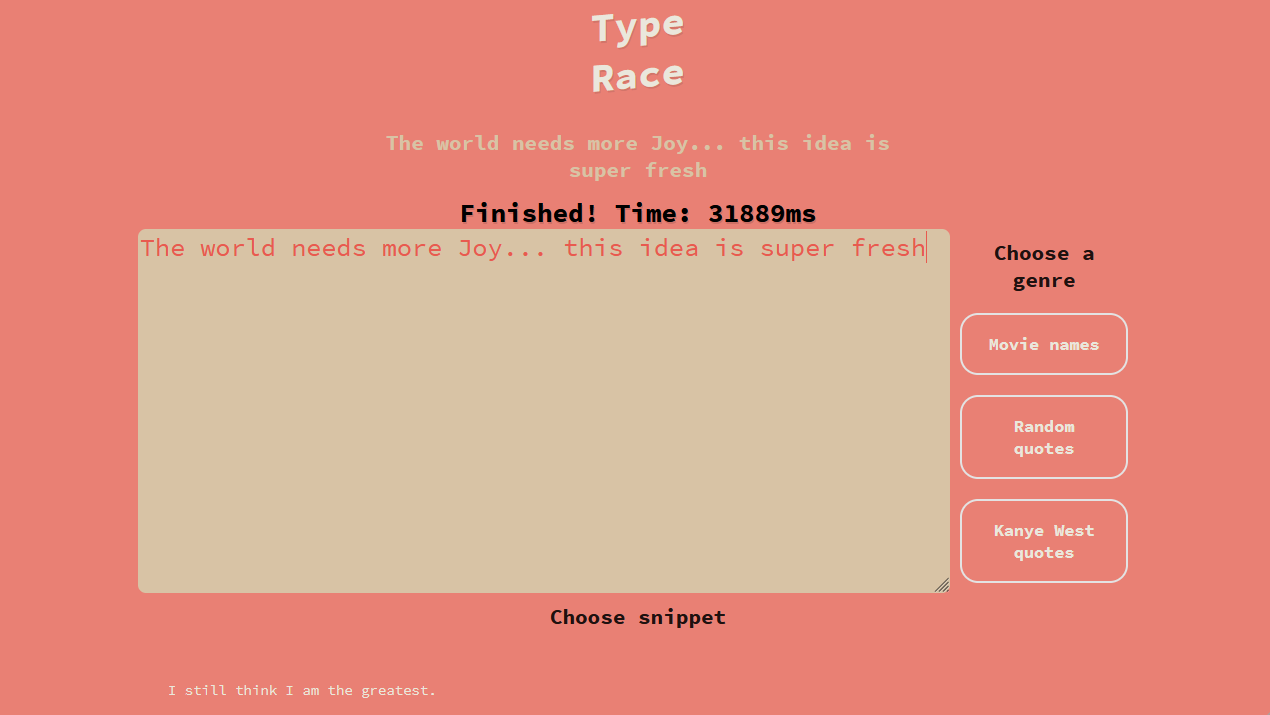 Type
Race
The world needs more Joy... this idea is
super fresh
Finished! Time: 31889ms
The world needs more Joy... this idea is super fresh
Choose a
genre
Movie names
Random
quotes
Kanye West
quotes
Choose snippet
I still think I am the greatest.